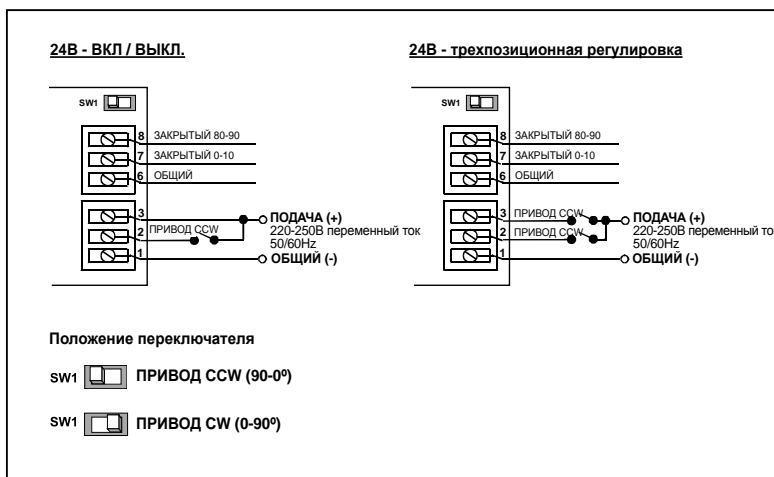 24В - ВКЛ / ВЫКЛ.
SW1
8 ЗАКРЫТЫЙ 80-90
7 ЗАКРЫТЫЙ 0-10
6 ОБЩИЙ
3 ПОДАЧА (+)
220-250В переменный ток
50/60Hz
2 ПРИВОД CCW
1 ОБЩИЙ (-)
24В - трехпозиционная регулировка
SW1
8 ЗАКРЫТЫЙ 80-90
7 ЗАКРЫТЫЙ 0-10
6 ОБЩИЙ
3 ПРИВОД CCW ПОДАЧА (+)
220-250В переменный ток
50/60Hz
2 ПРИВОД CCW
1 ОБЩИЙ (-)
Положение переключателя
SW1 ПРИВОД CCW (90-0º)
SW1 ПРИВОД CW (0-90º)